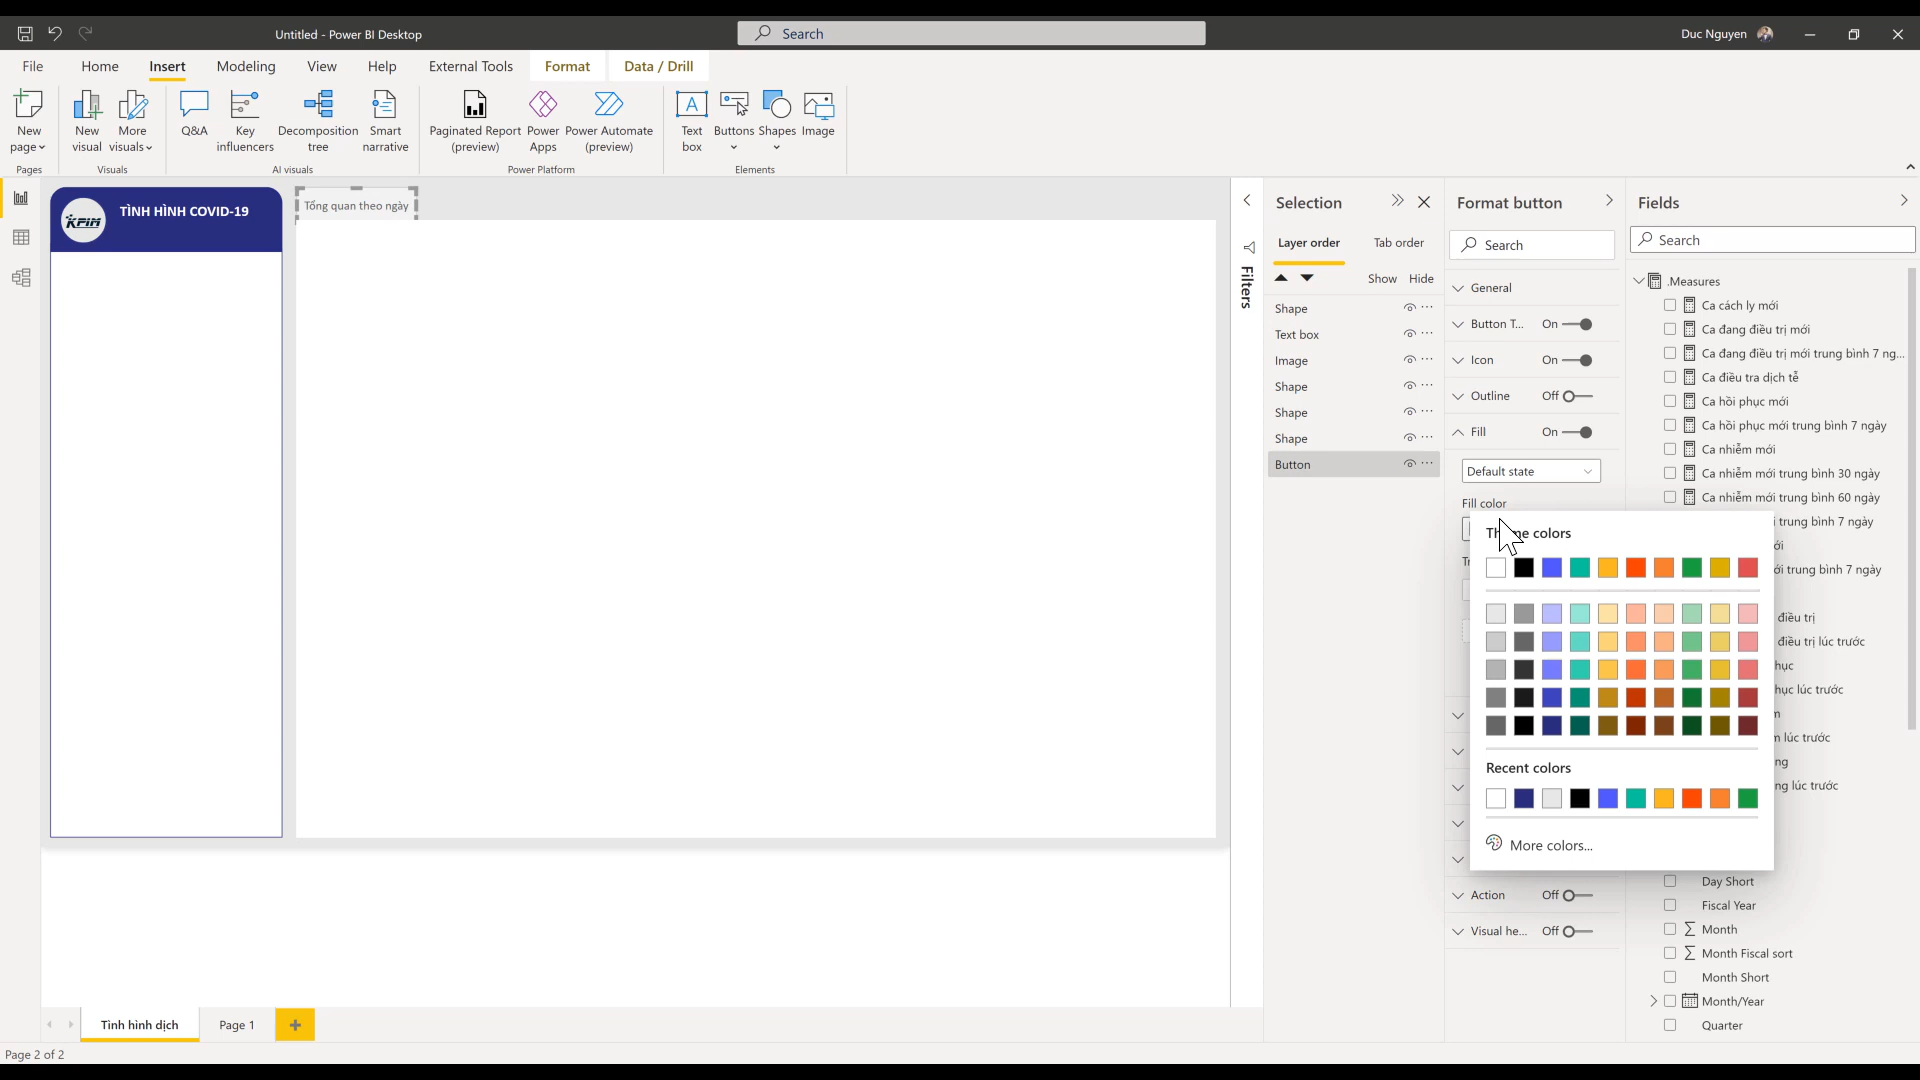 Untitled - Power BI Desktop
Search
Duc Nguyen
File
Home
Insert
Modeling
View
Help
External Tools
Format
Data / Drill
New
page
New
visual
More
visuals
Q&A
Key
influencers
Decomposition
tree
Smart
narrative
Paginated Report
(preview)
Power
Apps
Power Automate
(preview)
Text
box
Buttons
Shapes
Image
Pages
Visuals
AI visuals
Power Platform
Elements
KPIM
TÌNH HÌNH COVID-19
Tổng quan theo ngày
Filters
Selection
Layer order
Tab order
Show
Hide
Shape
Text box
Image
Shape
Shape
Shape
Button
Format button
Search
General
Button T... On
Icon On
Outline Off
Fill On
Default state
Fill color
Theme colors
Recent colors
More colors...
Action Off
Visual he... Off
Fields
Search
.Measures
Ca cách ly mới
Ca đang điều trị mới
Ca đang điều trị mới trung bình 7 ng...
Ca điều tra dịch tễ
Ca hồi phục mới
Ca hồi phục mới trung bình 7 ngày
Ca nhiễm mới
Ca nhiễm mới trung bình 30 ngày
Ca nhiễm mới trung bình 60 ngày
trung bình 7 ngày
ới
ới trung bình 7 ngày
điều trị
điều trị lúc trước
hục
hục lúc trước
m
n lúc trước
ng
ng lúc trước
Day Short
Fiscal Year
Month
Month Fiscal sort
Month Short
Month/Year
Quarter
Tình hình dịch
Page 1
Page 2 of 2